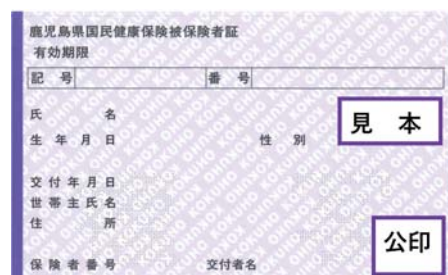 鹿児島県国民健康保険被保険者証
有効期限
記 号 番 号
氏 名
見 本
生 年 月 日 性 別
交 付 年 月 日
世 帯 主 氏 名
住 所
公印
保 険 者 番 号 交付者名